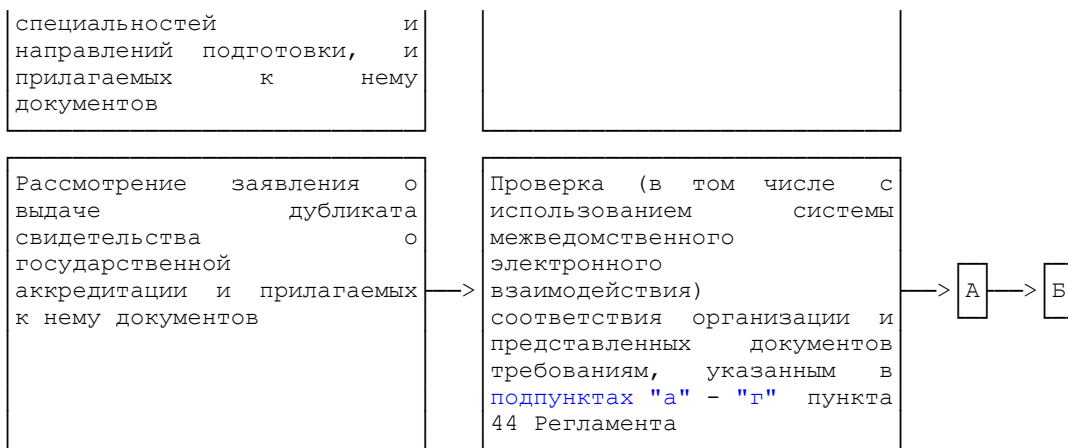 специальностей и
направлений подготовки, и
прилагаемых к нему
документов
Рассмотрение заявления о
выдаче дубликата
свидетельства о
государственной
аккредитации и прилагаемых
к нему документов
Проверка (в том числе с
использованием системы
межведомственного
электронного
взаимодействия)
соответствия организации и
представленных документов
требованиям, указанным в
подпунктах "а" - "г" пункта
44 Регламента
А
Б